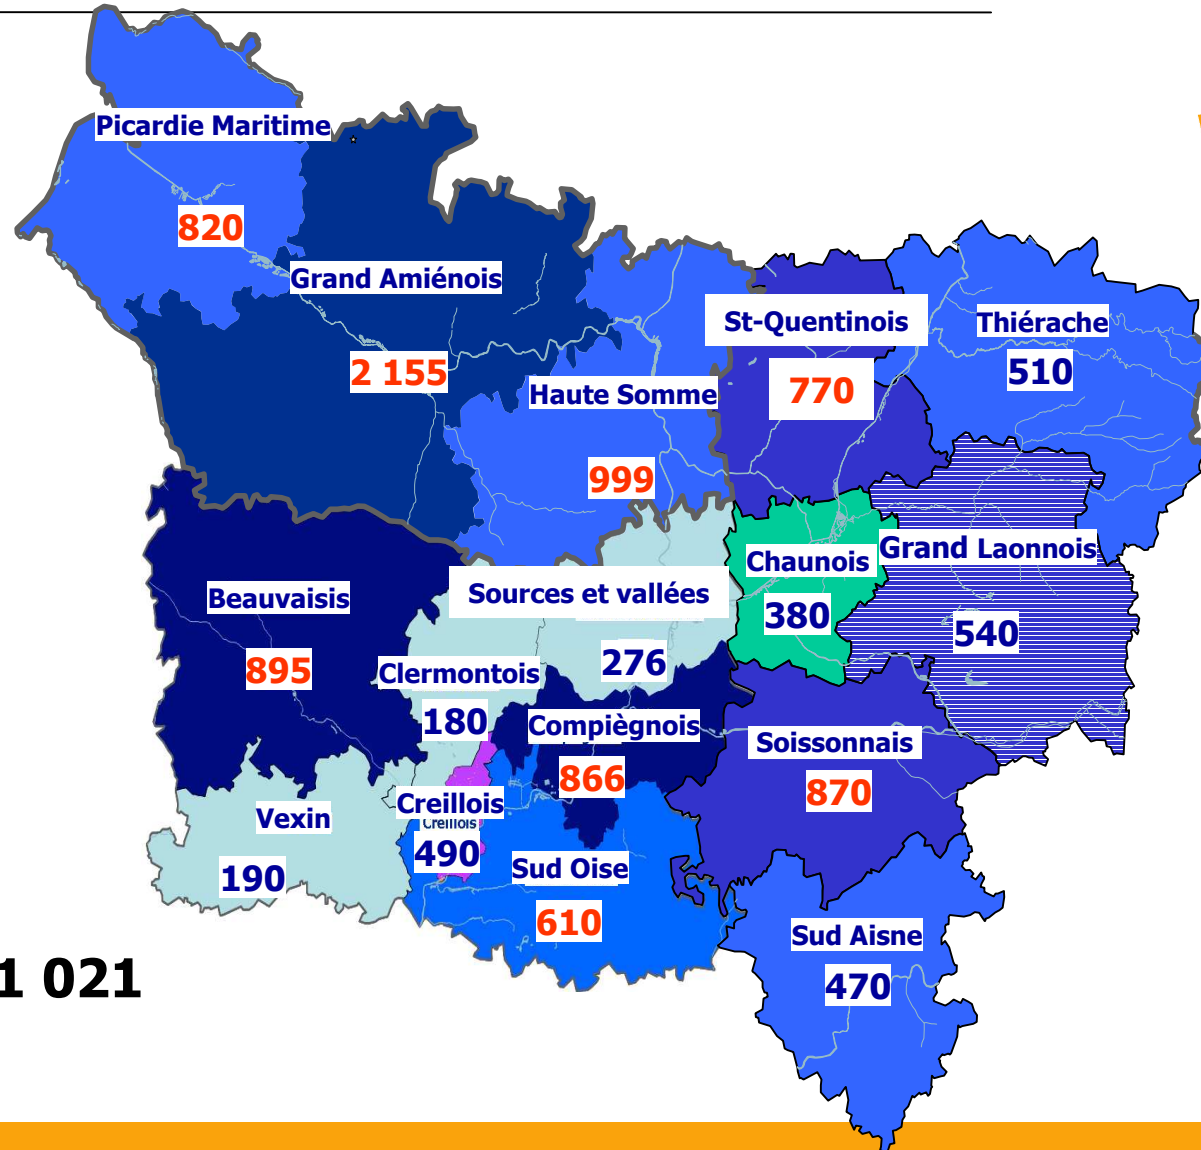 Picardie Maritime
820
Grand Amiénois
2 155
Haute Somme
999
St-Quentinois
770
Thiérache
510
Chaunois
380
Grand Laonnois
540
Beauvaisis
895
Sources et vallées
276
Clermontois
180
Compiègnois
866
Soissonnais
870
Creillois
Creillois
490
Vexin
190
Sud Oise
610
Sud Aisne
470
1 021